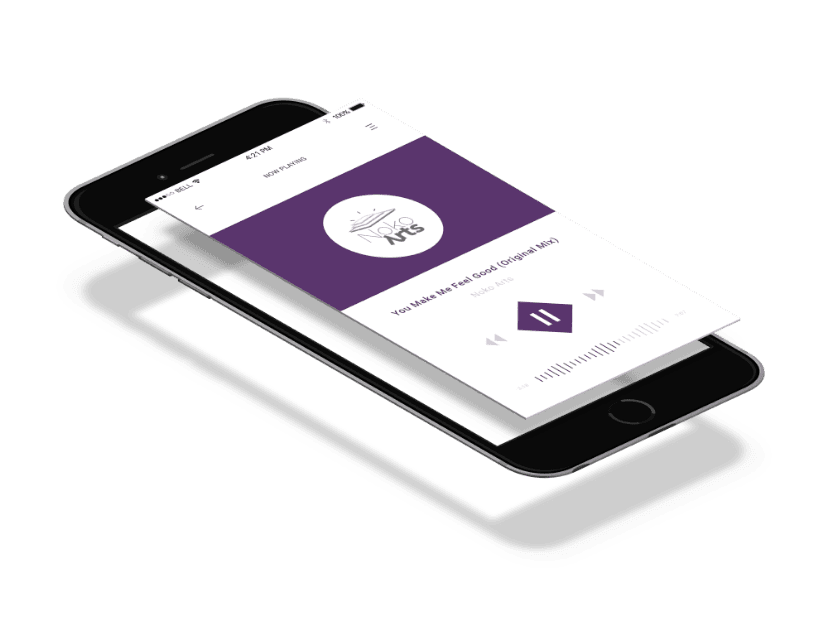 BELL 4:21 PM 100%
NOW PLAYING
Noko
Arts
You Make Me Feel Good (Original Mix)
Noko Arts